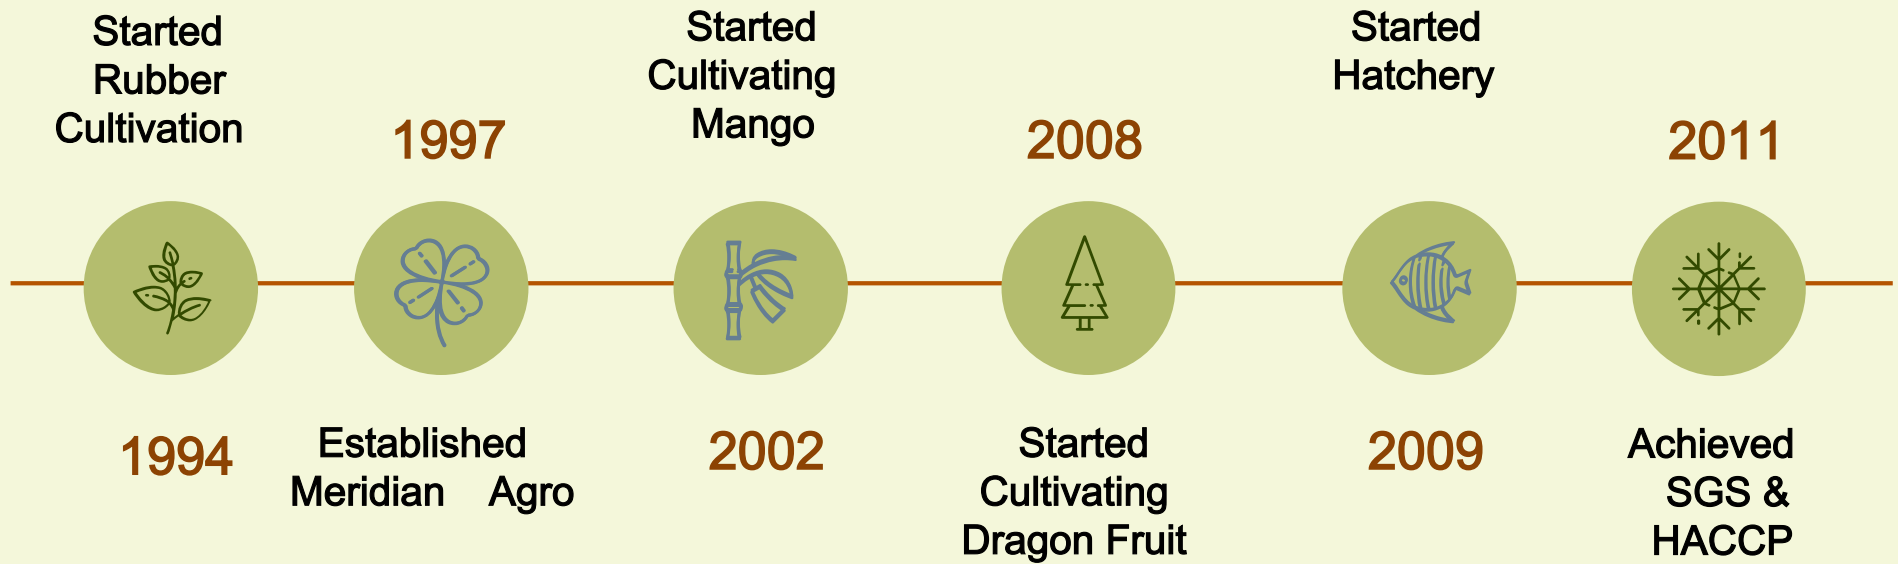 Started
Rubber
Cultivation
1994
1997
Established
Meridian Agro
Started
Cultivating
Mango
2002
2008
Started
Cultivating
Dragon Fruit
Started
Hatchery
2009
2011
Achieved
SGS &
HACCP